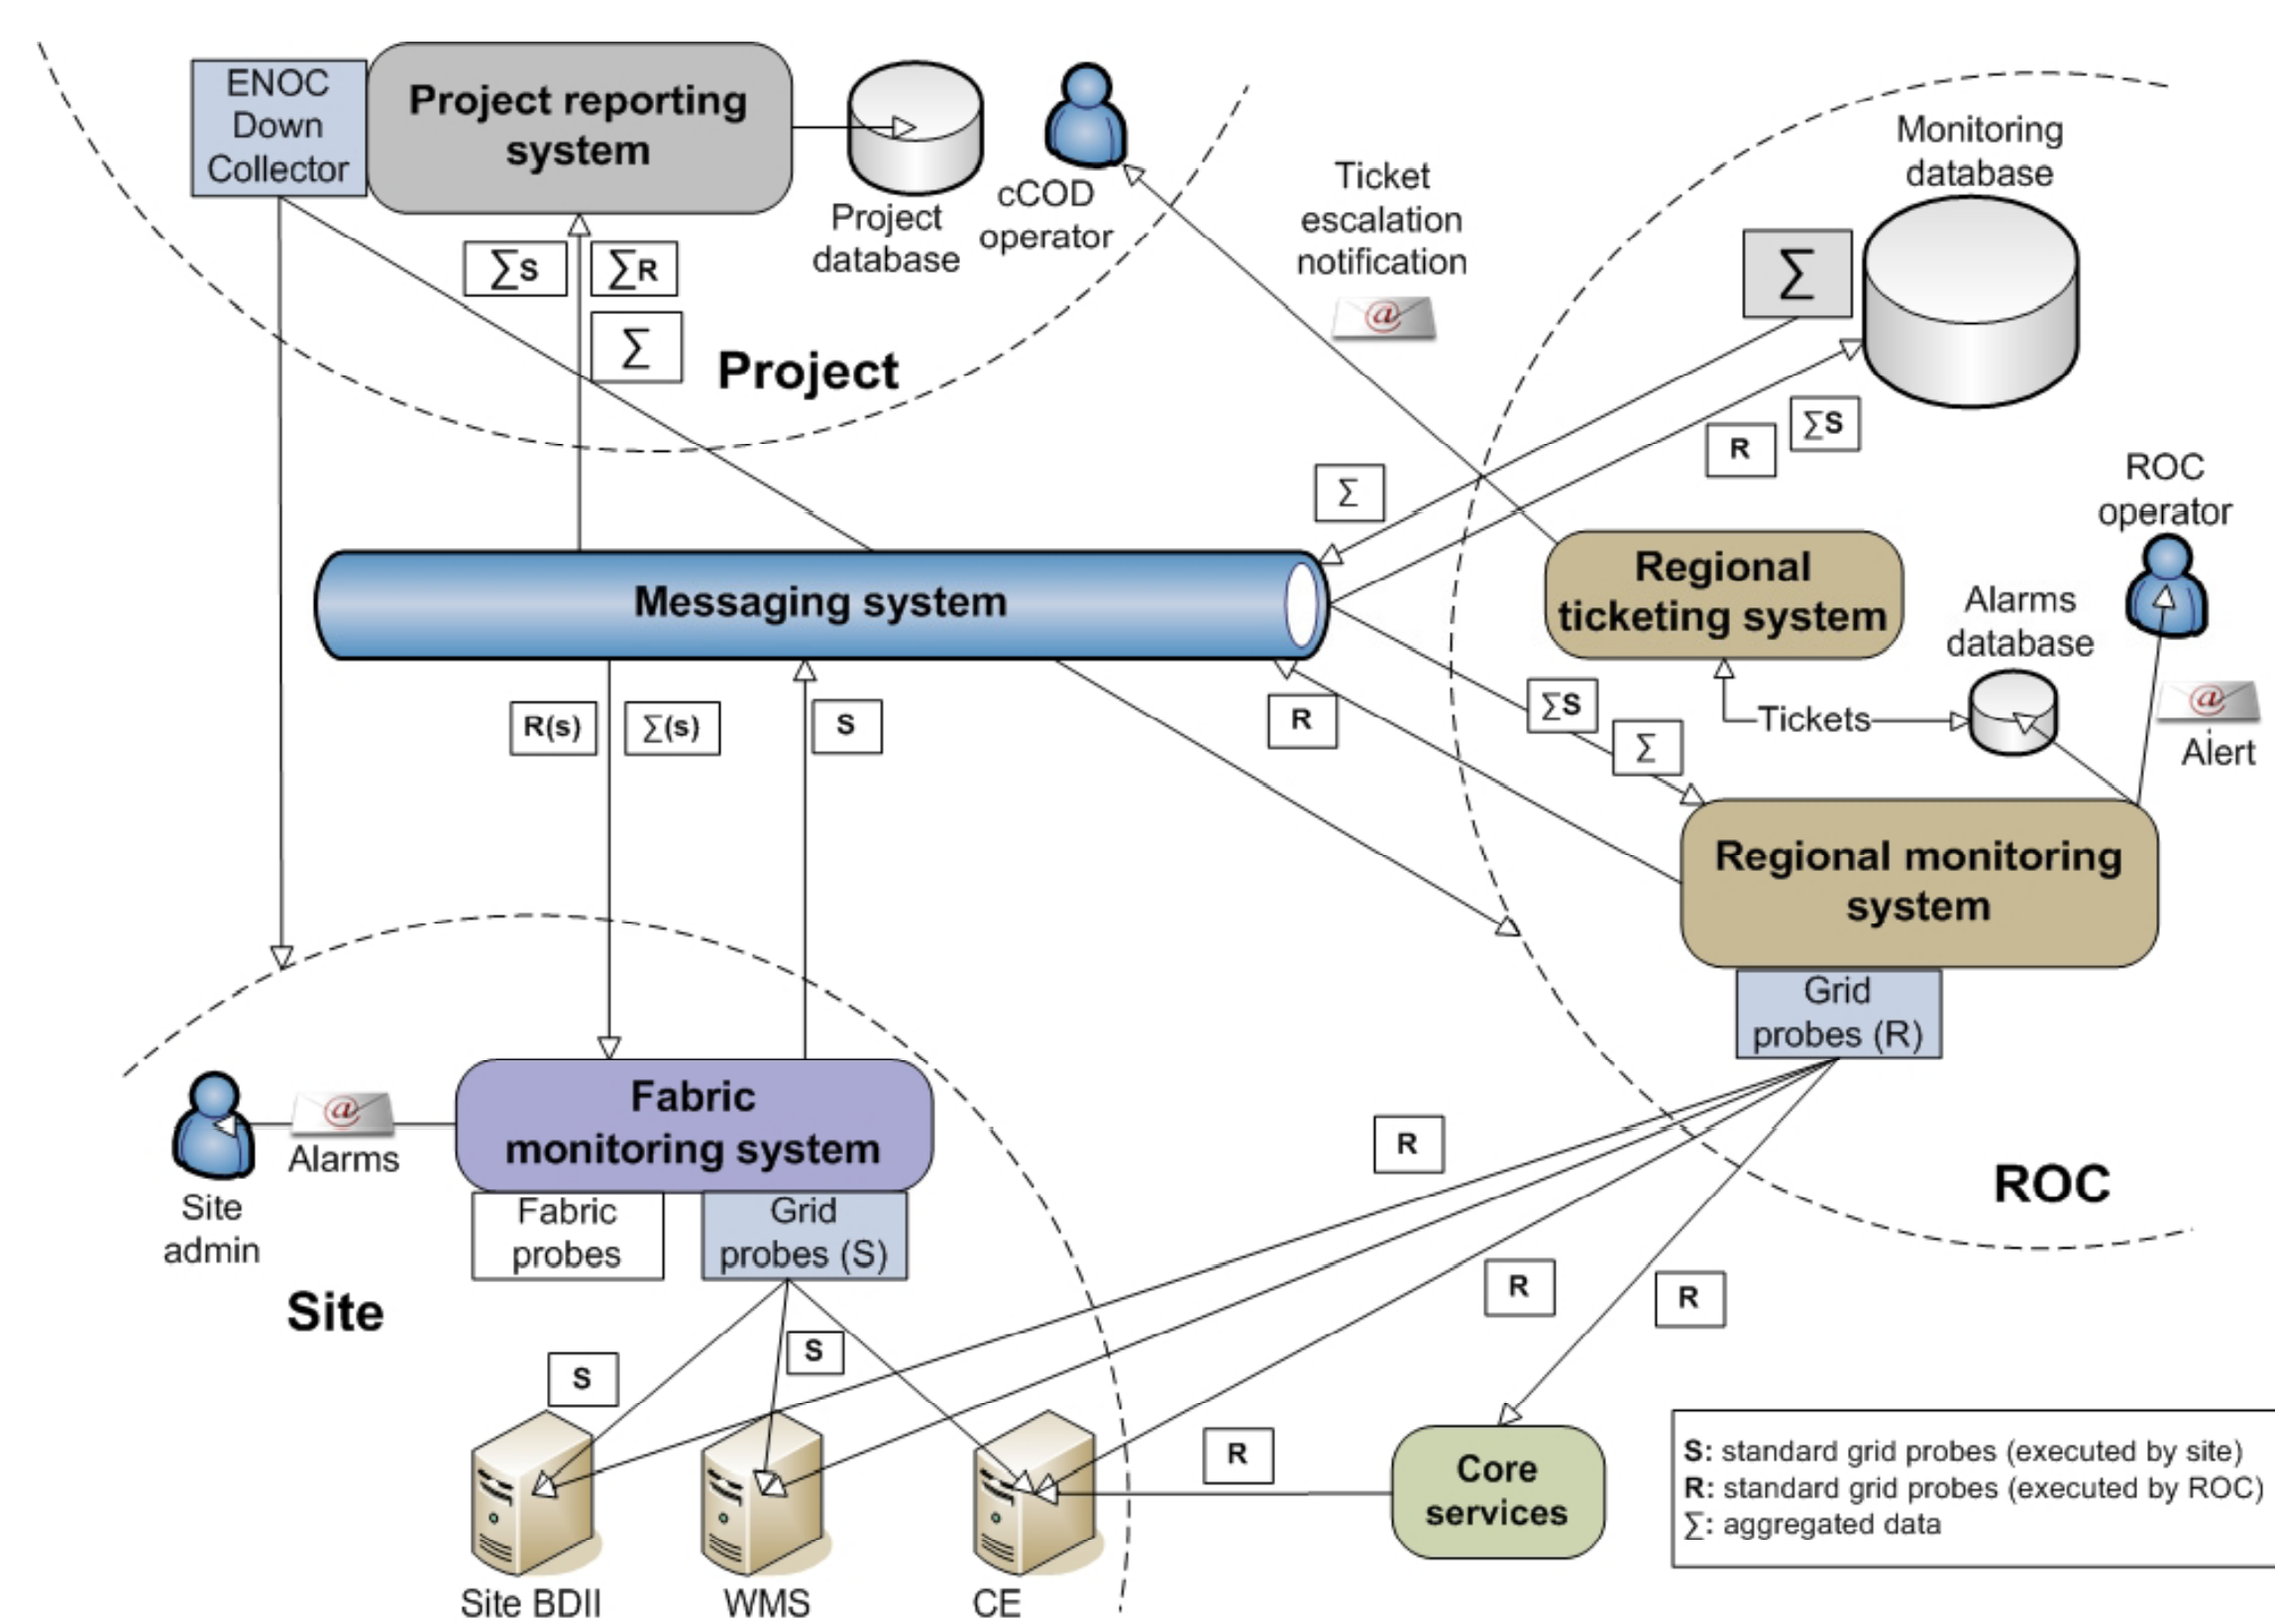 ENOC
Down
Collector
Project reporting
system
Project
database
cCOD
operator
Ticket
escalation
notification
@
Monitoring
database
∑
∑S
∑R
∑
Project
R
∑S
∑
ROC
operator
Messaging system
Regional
ticketing system
Alarms
database
@
Alert
Tickets
R(s)
∑(s)
S
R
∑S
∑
Regional monitoring
system
Grid
probes (R)
Fabric
monitoring system
@
Alarms
Site
admin
Fabric
probes
Grid
probes (S)
Site
R
ROC
R
R
S
S
R
Core
services
S: standard grid probes (executed by site)
R: standard grid probes (executed by ROC)
∑: aggregated data
Site BDII
WMS
CE